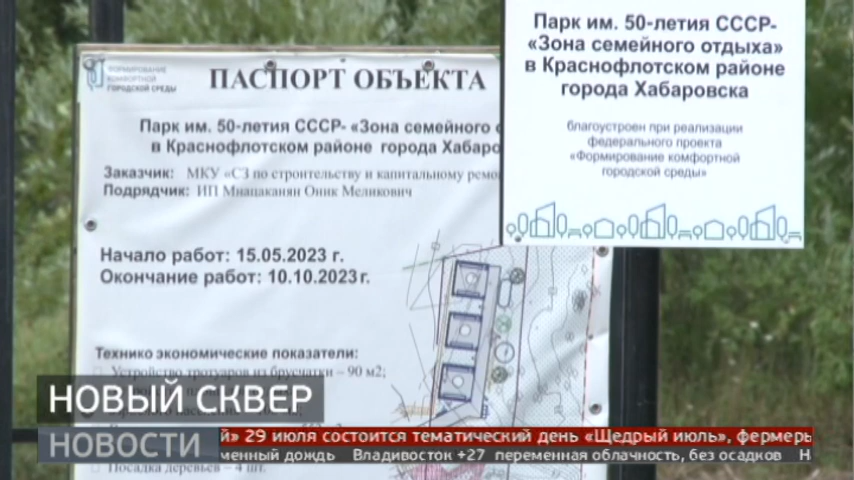 ФОРМИРОВАНИЕ
КОМФОРТНОЙ
ГОРОДСКОЙ СРЕДЫ
ПАСПОРТ ОБЪЕКТА
Парк им. 50-летия СССР- «Зона семейного
в Краснофлотском районе города Хабаро
Заказчик: МКУ «СЗ по строительству и капитальному ремо
Подрядчик: ИП Мнацаканян Оник Меликович
Начало работ: 15.05.2023 г.
Окончание работ: 10.10.2023 г.
Технико экономические показатели:
Устройство тротуаров из брусчатки – 90 м2;
Посадка деревьев – 4 шт.
Парк им. 50-летия СССР-
«Зона семейного отдыха»
в Краснофлотском районе
города Хабаровска
благоустроен при реализации
федерального проекта
«Формирование комфортной
городской среды»
НОВЫЙ СКВЕР
НОВОСТИ
й» 29 июля состоится тематический день «Щедрый июль», фермеры
менный дождь Владивосток +27 переменная облачность, без осадков Н